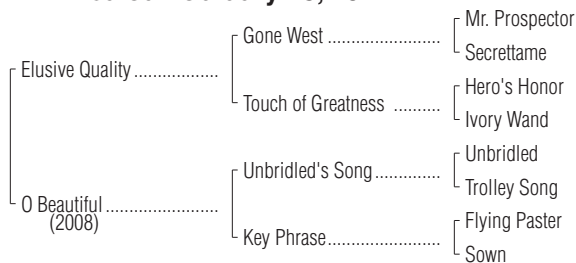 Gone West ........................
Mr. Prospector
Secrettame
Elusive Quality ..................
Touch of Greatness ..........
Hero's Honor
Ivory Wand
Unbridled's Song ...............
Unbridled
Trolley Song
O Beautiful ........................
(2008)
Key Phrase ........................
Flying Paster
Sown